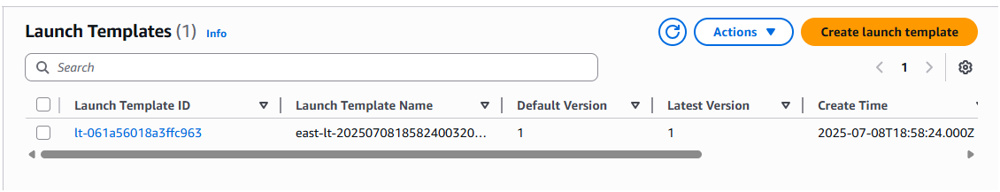 Launch Templates (1) Info
Actions
Create launch template
Search
1
Launch Template ID
Launch Template Name
Default Version
Latest Version
Create Time
lt-061a56018a3ffc963
east-lt-2025070818582400320...
1
1
2025-07-08T18:58:24.000Z